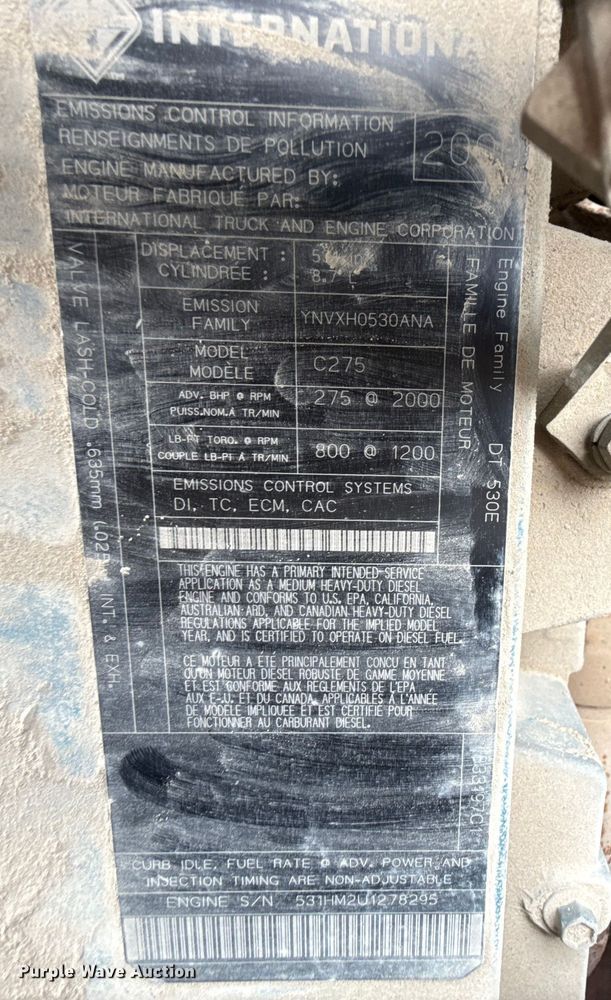 INTERNATIONA
EMISSIONS CONTROL INFORMATION
RENSEIGNMENTS DE POLLUTION
ENGINE MANUFACTURED BY:
MOTEUR FABRIQUÉ PAR:
INTERNATIONAL TRUCK AND ENGINE CORPORATION
200
DISPLACEMENT :
CYLINDRÉE :
8.7
EMISSION
FAMILY
YNVXH0530ANA
MODEL
MODÈLE
C275
ADV. BHP @ RPM
PUISS.NOM.À TR/MIN
275 @ 2000
LB-FT TORQ. @ RPM
COUPLE LB-PI À TR/MIN
800 @ 1200
EMISSIONS CONTROL SYSTEMS
DI, TC, ECM, CAC
THIS ENGINE HAS A PRIMARY INTENDED SERVICE
APPLICATION AS A MEDIUM HEAVY-DUTY DIESEL
ENGINE AND CONFORMS TO U.S. EPA, CALIFORNIA,
AUSTRALIAN ARD, AND CANADIAN HEAVY-DUTY DIESEL
REGULATIONS APPLICABLE FOR THE IMPLIED MODEL
YEAR, AND IS CERTIFIED TO OPERATE ON DIESEL FUEL.
CE MOTEUR A ÉTÉ PRINCIPALEMENT CONCU EN TANT
QU'UN MOTEUR DIESEL ROBUSTE DE GAMME MOYENNE
ET EST CONFORME AUX REGLEMENTS DE L'EPA
AUX É-U. ET DU CANADA, APPLICABLES À L'ANNÉE
DE MODÈLE IMPLIQUÉE ET EST CERTIFIÉ POUR
FONCTIONNER AU CARBURANT DIESEL.
VALVE LASH,COLD .635mm (.025 INT. & EXH.
Engine Family DT 530E
FAMILLE DE MOTEUR
CURB IDLE, FUEL RATE @ ADV. POWER,AND
INJECTION TIMING ARE NON-ADJUSTABLE
ENGINE S/N 531HM2U1278295
Purple Wave Auction